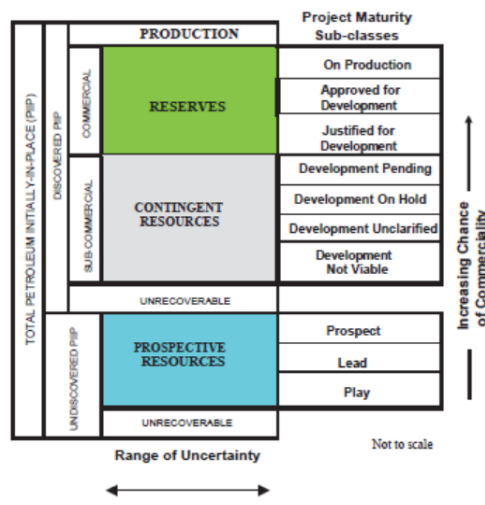 Project Maturity
Sub-classes
PRODUCTION
RESERVES
On Production
Approved for
Development
Justified for
Development
CONTINGENT
RESOURCES
Development Pending
Development On Hold
Development Unclarified
Development
Not Viable
UNRECOVERABLE
PROSPECTIVE
RESOURCES
Prospect
Lead
Play
UNRECOVERABLE
TOTAL PETROLEUM INITIALLY-IN-PLACE (PIIP)
DISCOVERED PIIP
UNDISCOVERED PIIP
COMMERCIAL
SUB-COMMERCIAL
Increasing Chance
of Commerciality
Not to scale
Range of Uncertainty